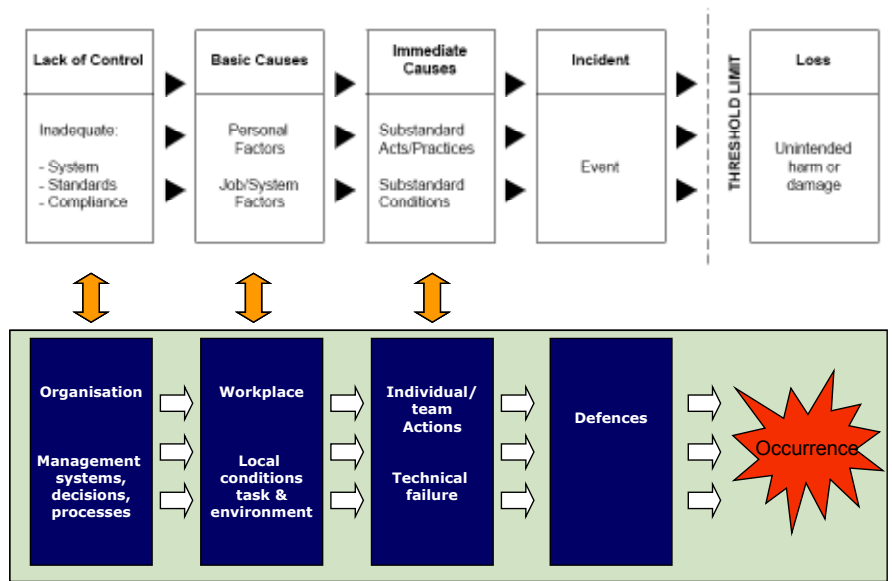 Lack of Control
Inadequate:
- System
- Standards
- Compliance
Basic Causes
Personal
Factors
Job/System
Factors
Immediate
Causes
Substandard
Acts/Practices
Substandard
Conditions
Incident
Event
THRESHOLD LIMIT
Loss
Unintended
harm or
damage
Organisation
Management
systems,
decisions,
processes
Workplace
Local
conditions
task &
environment
Individual/
team
Actions
Technical
failure
Defences
Occurrence